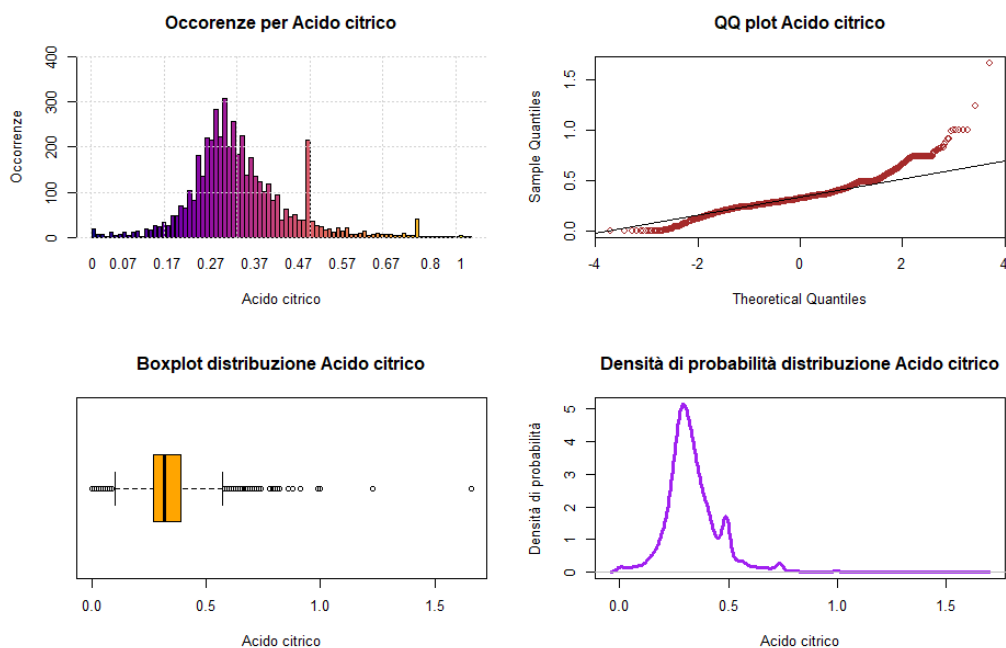 Occorenze per Acido citrico
400
300
200
100
0
Occorrenze
0 0.07 0.17 0.27 0.37 0.47 0.57 0.67 0.8 1
Acido citrico
QQ plot Acido citrico
1.5
1.0
0.5
0.0
Sample Quantiles
-4 -2 0 2 4
Theoretical Quantiles
Boxplot distribuzione Acido citrico
0.0 0.5 1.0 1.5
Acido citrico
Densità di probabilità distribuzione Acido citrico
5
4
3
2
1
0
Densità di probabilità
0.0 0.5 1.0 1.5
Acido citrico